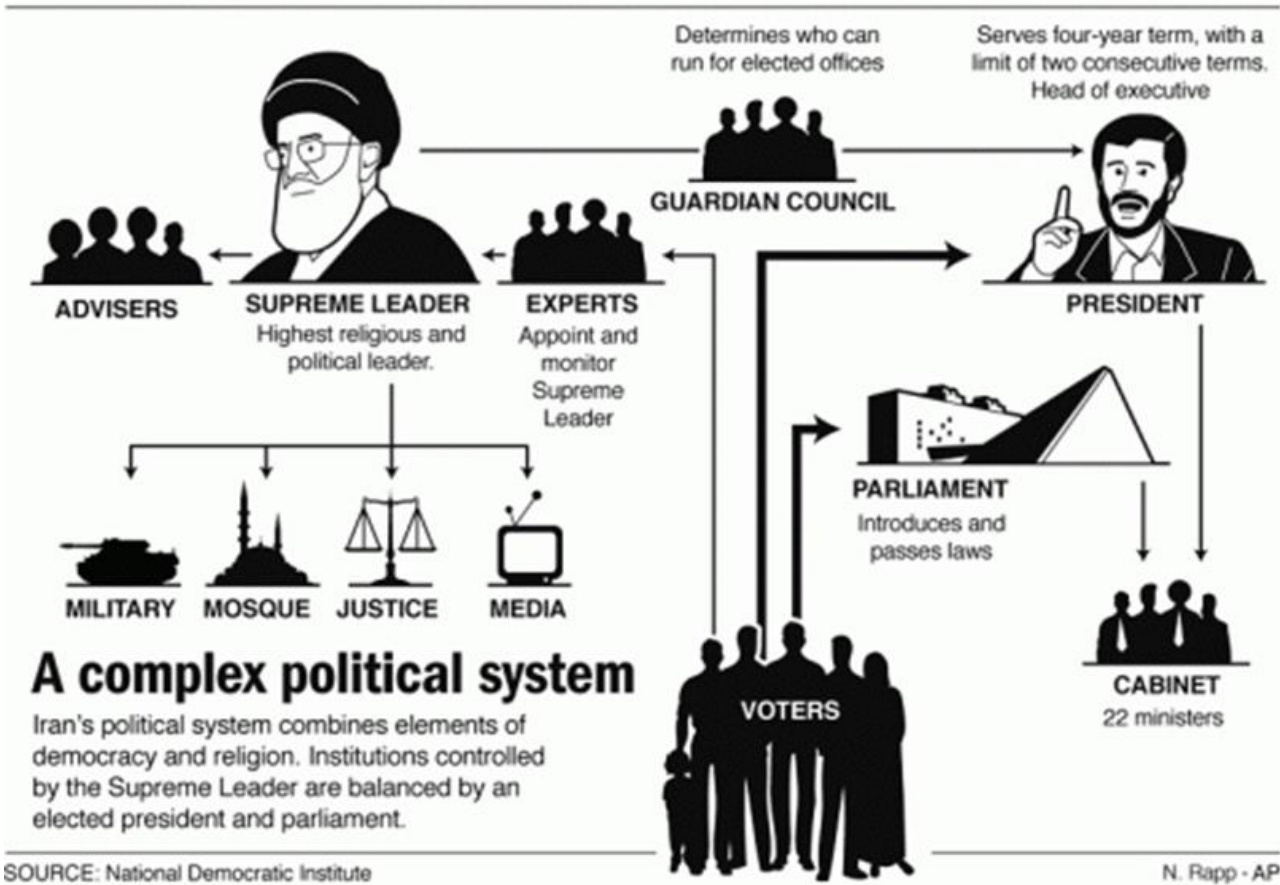 Determines who can
run for elected offices
Serves four-year term, with a
limit of two consecutive terms.
Head of executive
GUARDIAN COUNCIL
ADVISERS
SUPREME LEADER
Highest religious and
political leader.
EXPERTS
Appoint and
monitor
Supreme
Leader
PRESIDENT
PARLIAMENT
Introduces and
passes laws
MILITARY
MOSQUE
JUSTICE
MEDIA
CABINET
22 ministers
VOTERS
A complex political system
Iran's political system combines elements of
democracy and religion. Institutions controlled
by the Supreme Leader are balanced by an
elected president and parliament.
SOURCE: National Democratic Institute
N. Rapp - AP